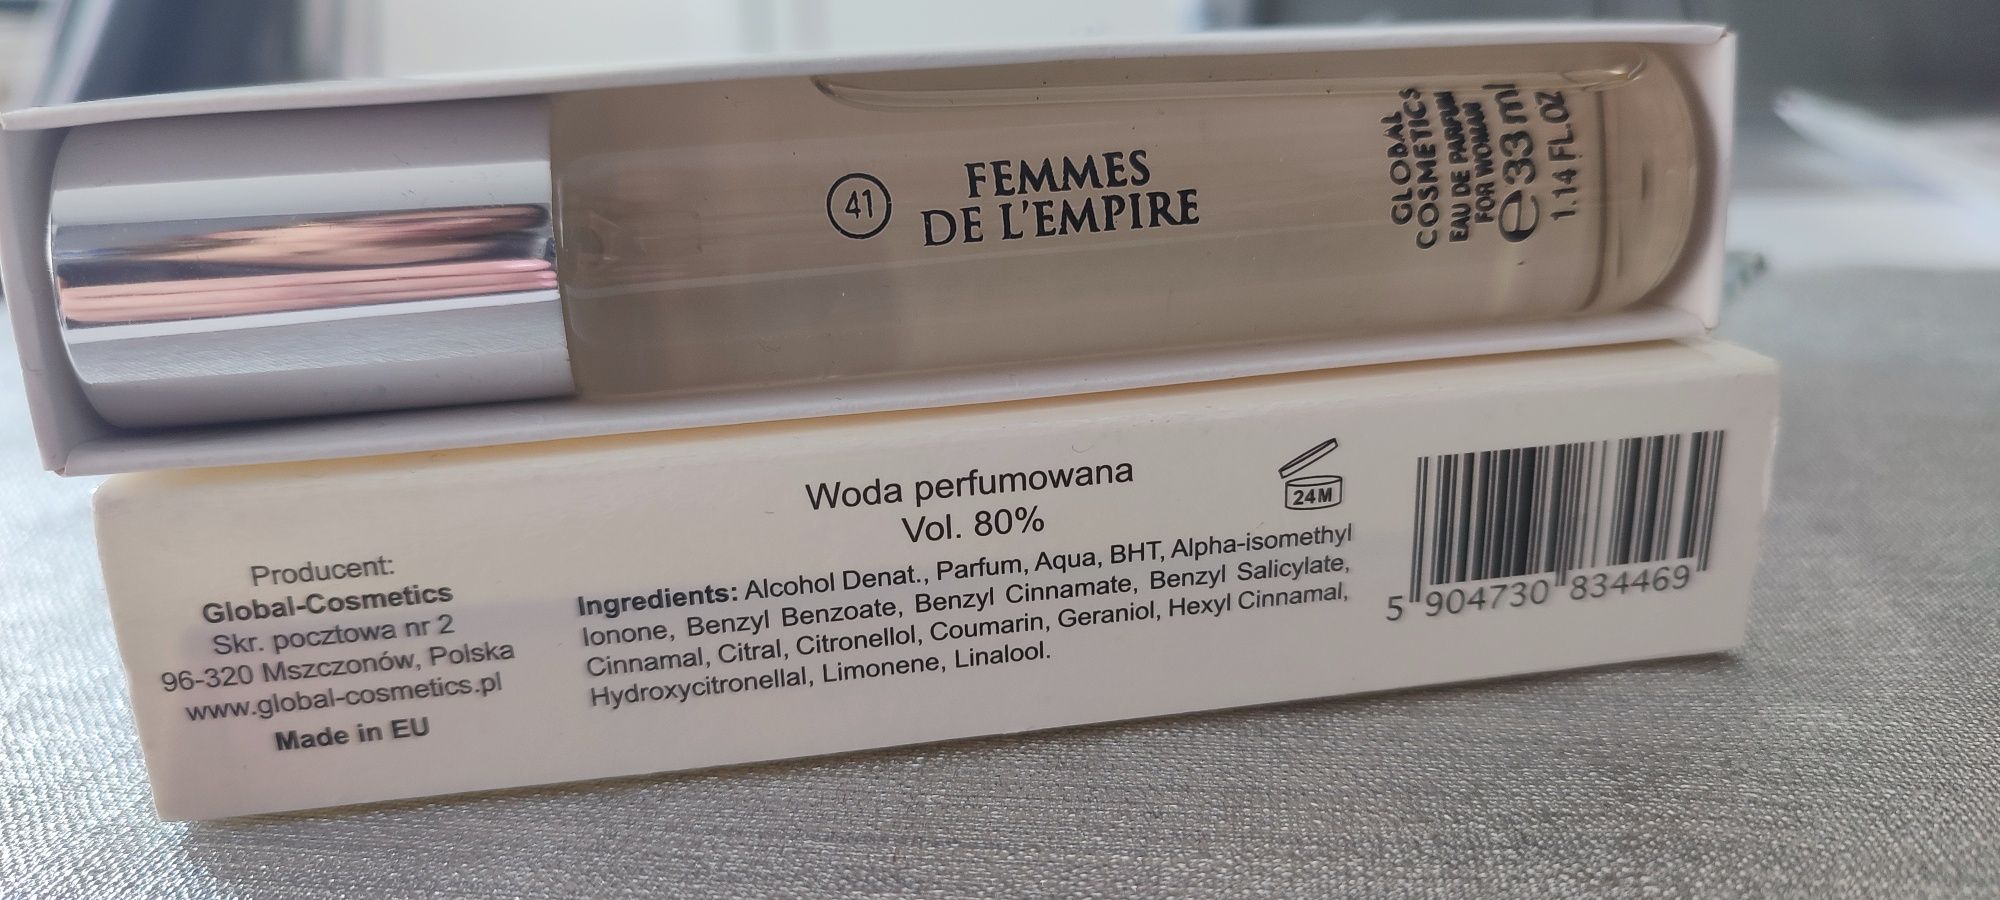 41
FEMMES
DE L'EMPIRE
GLOBAL
COSMETICS
EAU DE PARFUM
FOR WOMAN
e 33 ml
1.14 FL.OZ
Woda perfumowana
Vol. 80%
24M
Producent:
Global-Cosmetics
Skr. pocztowa nr 2
96-320 Mszczonów, Polska
www.global-cosmetics.pl
Made in EU
Ingredients: Alcohol Denat., Parfum, Aqua, BHT, Alpha-isomethyl
Ionone, Benzyl Benzoate, Benzyl Cinnamate, Benzyl Salicylate,
Cinnamal, Citral, Citronellol, Coumarin, Geraniol, Hexyl Cinnamal,
Hydroxycitronellal, Limonene, Linalool.
5 904730 834469